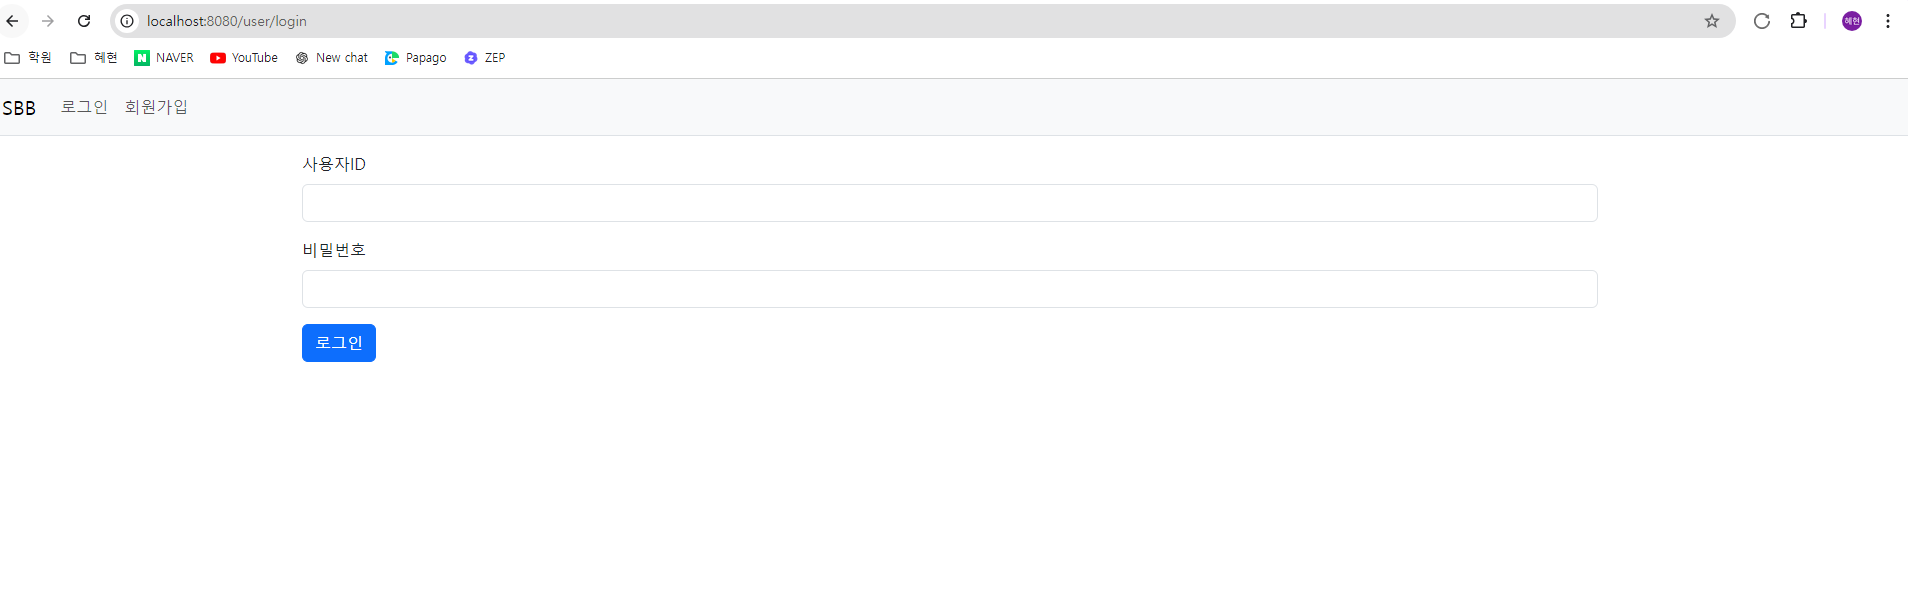 localhost:8080/user/login
혜현
학원 혜현 NAVER YouTube New chat Papago ZEP
SBB 로그인 회원가입
사용자ID
비밀번호
로그인